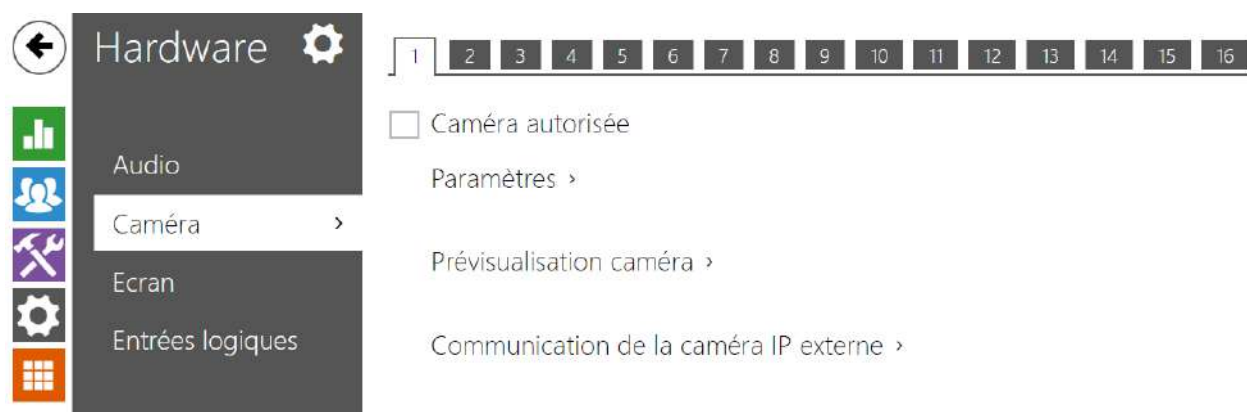 Hardware
Audio
Caméra
Ecran
Entrées logiques
1 2 3 4 5 6 7 8 9 10 11 12 13 14 15 16
Caméra autorisée
Paramètres
Prévisualisation caméra
Communication de la caméra IP externe